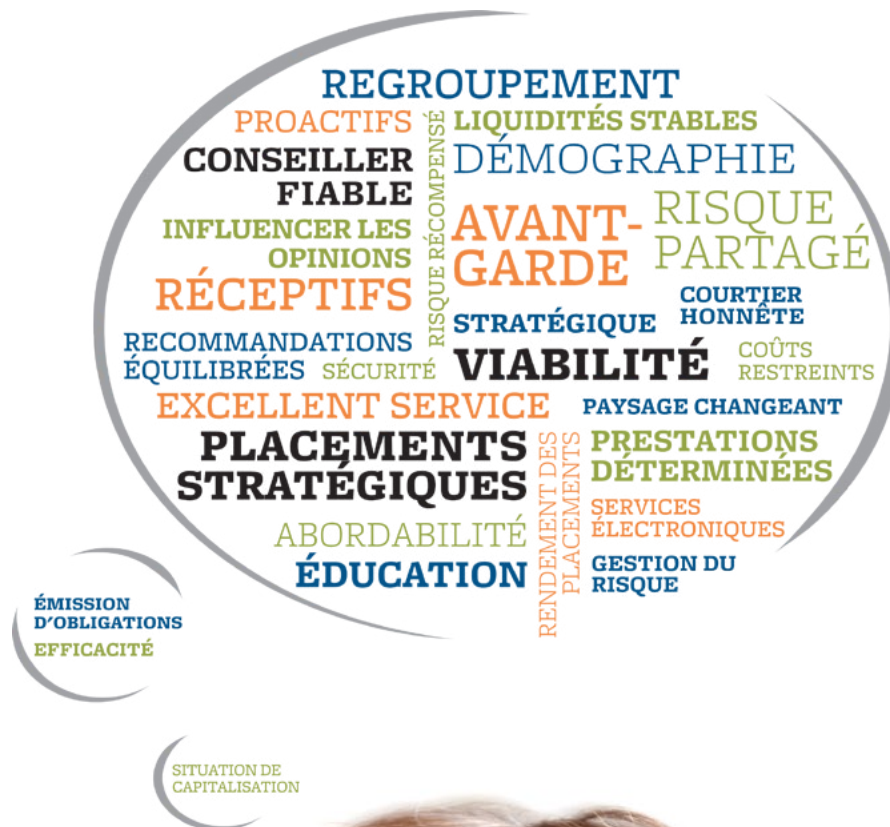 REGROUPEMENT
PROACTIFS
CONSEILLER
FIABLE
INFLUENCER LES
OPINIONS
RÉCEPTIFS
RECOMMANDATIONS
ÉQUILIBRÉES
SÉCURITÉ
RISQUE RÉCOMPENSÉ
LIQUIDITÉS STABLES
DÉMOGRAPHIE
AVANT-
GARDE
RISQUE
PARTAGÉ
STRATÉGIQUE
COURTIER
HONNÊTE
VIABILITÉ
COÛTS
RESTREINTS
EXCELLENT SERVICE
PAYSAGE CHANGEANT
PLACEMENTS
STRATÉGIQUES
ABORDABILITÉ
ÉDUCATION
RENDEMENT DES
PLACEMENTS
PRESTATIONS
DÉTERMINÉES
SERVICES
ÉLECTRONIQUES
GESTION DU
RISQUE
ÉMISSION
D'OBLIGATIONS
EFFICACITÉ
SITUATION DE
CAPITALISATION